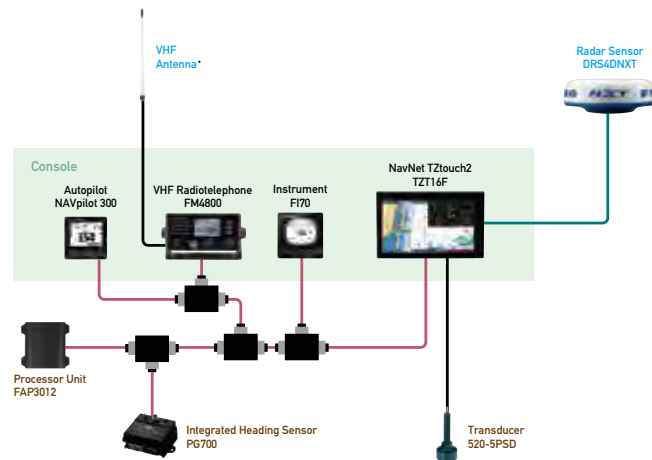 VHF
Antenna*
Radar Sensor
DRS4DNXT
NXT
Console
NavNet TZtouch2
TZT16F
Autopilot
NAVpilot 300
VHF Radiotelephone
FM4800
Instrument
FI70
Processor Unit
FAP3012
Integrated Heading Sensor
PG700
Transducer
520-5PSD